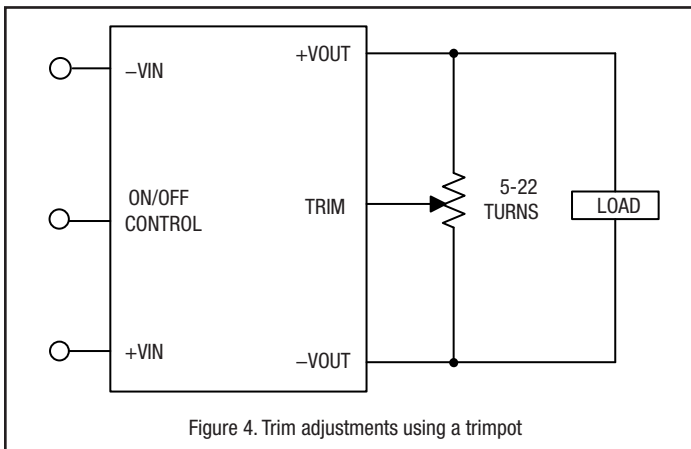 −VIN
+VOUT
ON/OFF
CONTROL
TRIM
5-22
TURNS
LOAD
+VIN
−VOUT
Figure 4. Trim adjustments using a trimpot